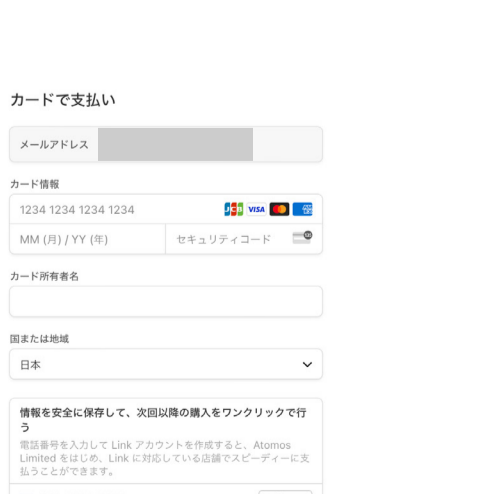 カードで支払い
メールアドレス
カード情報
1234 1234 1234 1234 JCB VISA
MM (月) / YY (年) セキュリティコード
カード所有者名
国または地域
日本
情報を安全に保存して、次回以降の購入をワンクリックで行
う
電話番号を入力して Link アカウントを作成すると、Atomos
Limited をはじめ、Link に対応している店舗でスピーディーに支
払うことができます。